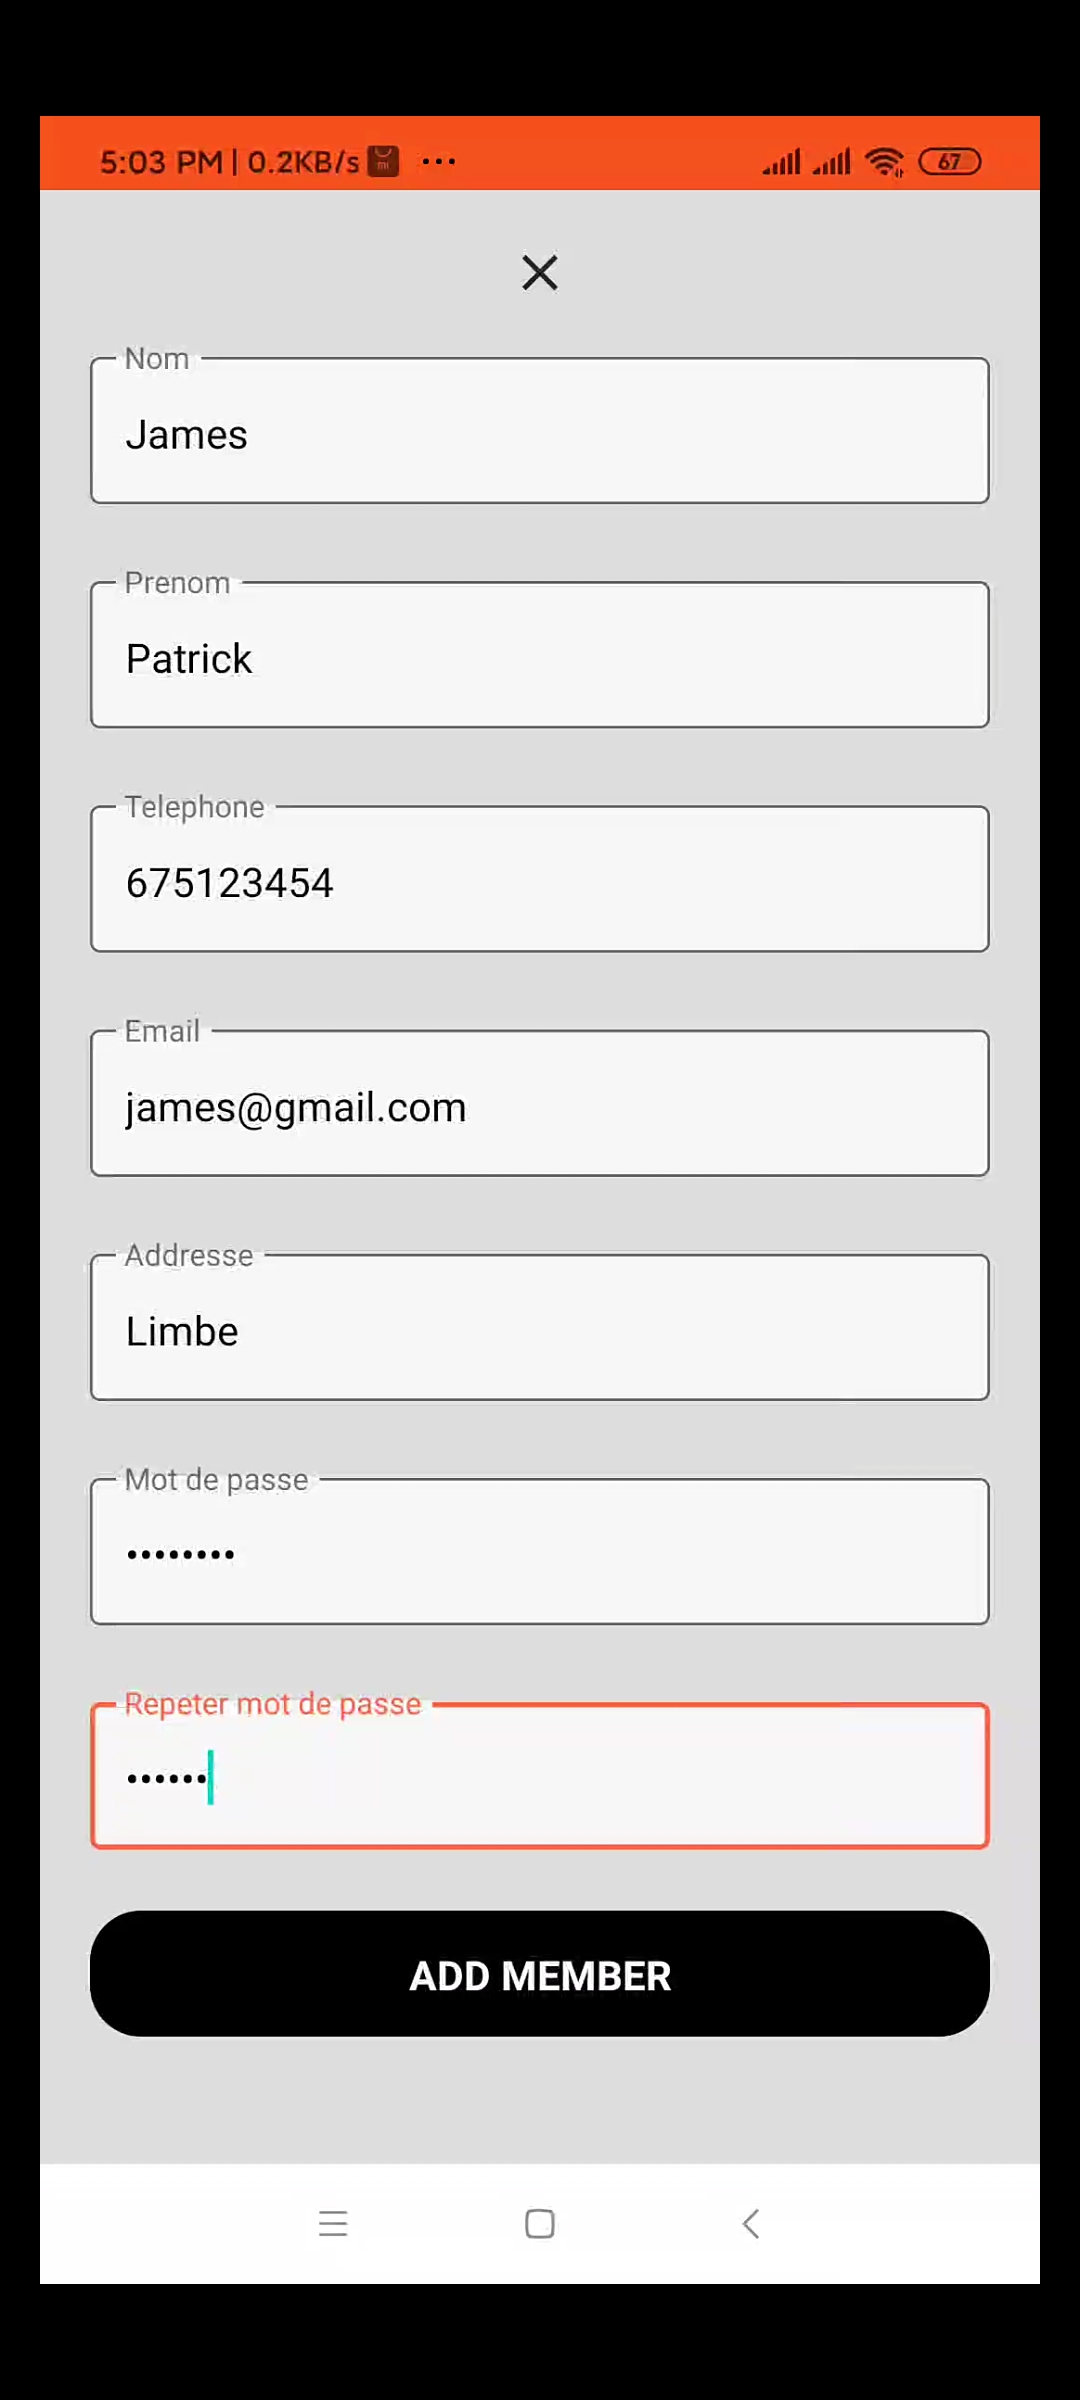 5:03 PM | 0.2KB/s mi ... 67
Nom
James
Prenom
Patrick
Telephone
675123454
Email
james@gmail.com
Addresse
Limbe
Mot de passe
••••••••
Repeter mot de passe
••••••
ADD MEMBER